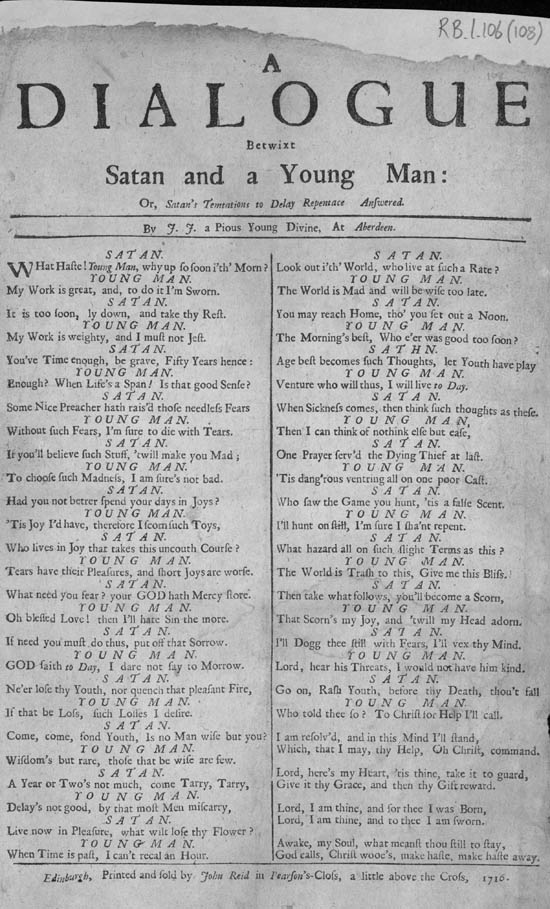 RB.l.106(108)
A
DIALOGUE
Betwixt
Satan and a Young Man:
Or, Satan's Temtations to Delay Repentace Anſwered.
By J. J. a Pious Young Divine, At Aberdeen.
SATAN.
WHat Haſte! Young Man, why up ſo ſoon i'th' Morn?
YOUNG MAN.
My Work is great, and, to do it I'm Sworn.
SATAN.
It is too ſoon, ly down, and take thy Reſt.
YOUNG MAN.
My Work is weighty, and I muſt not Jeſt.
SATAN.
You've Time enough, be grave, Fifty Years hence:
YOUNG MAN.
Enough? When Life's a Span! Is that good Senſe?
SATAN.
Some Nice Preacher hath rais'd thoſe needleſs Fears
YOUNG MAN.
Without ſuch Fears, I'm ſure to die with Tears.
SATAN.
If you'll believe ſuch Stuff, 'twill make you Mad;
YOUNG MAN.
To chooſe ſuch Madneſs, I am ſure's not bad.
SATAN.
Had you not better ſpend your days in Joys?
YOUNG MAN.
'Tis Joy I'd have, therefore I ſcorn ſuch Toys,
SATAN.
Who lives in Joy that takes this uncouth Courſe?
YOUNG MAN.
Tears have their Pleaſures, and ſhort Joys are worſe.
SATAN.
What need you fear? your GOD hath Mercy ſtore.
YOUNG MAN.
Oh bleſted Love! then I'll hate Sin the more.
SATAN.
If need you muſt do thus, put off that Sorrow.
YOUNG MAN.
GOD ſaith to Day, I dare not ſay to Morrow.
SATAN.
Ne'er loſe thy Youth, nor quench that pleaſant Fire,
YOUNG MAN.
If that be Loſs, ſuch Loſſes I deſire.
SATAN.
Come, come, fond Youth, Is no Man wiſe but you?
YOUNG MAN.
Wiſdom's but rare, thoſe that be wiſe are few.
SATAN.
A Year or Two's not much, come Tarry, Tarry,
YOUNG MAN.
Delay's not good, by that moſt Men miſcarry,
SATAN.
Live now in Pleaſure, what wilt loſe thy Flower?
YOUNG MAN.
When Time is paſt, I can't recal an Hour.
SATAN.
Look out i'th' World, who live at ſuch a Rate?
YOUNG MAN.
The World is Mad and will be wiſe too late.
SATAN.
You may reach Home, tho' you ſet out a Noon.
YOUNG MAN.
The Morning's beſt, Who e'er was good too ſoon?
SATHN.
Age beſt becomes ſuch Thoughts, let Youth have play
YOUNG MAN.
Venture who will thus, I will live to Day.
SATAN.
When Sickneſs comes, then think ſuch thoughts as theſe.
YOUNG MAN,
Then I can think of nothink elſe but eaſe,
SATAN.
One Prayer ſerv'd the Dying Thief at laſt.
YOUNG MAN.
'Tis dang'rous ventring all on one poor Caſt.
SATAN.
Who ſaw the Game you hunt, 'tis a falſe Scent.
YOUNG MAN.
I'll hunt on ſtill, I'm ſure I ſha'nt repent.
SATAN.
What hazard all on ſuch ſlight Terms as this?
YOUNG MAN.
The World is Traſh to this, Give me this Bliſs.
SATAN.
Then take what follows, you'll become a Scorn,
YOUNG MAN.
That Scorn's my Joy, and 'twill my Head adorn.
SATAN.
I'll Dogg thee ſtill with Fears, I'll vex thy Mind.
YOUNG MAN.
Lord, hear his Threats, I would not have him kind.
SATAN.
Go on, Raſh Youth, before thy Death, thou't fall
YOUNG MAN.
Who told thee ſo? To Chriſt for Help I'll call.
I am reſolv'd, and in this Mind I'll ſtand,
Which, that I may, thy Help, Oh Chriſt, command.
Lord, here's my Heart, 'tis thine, take it to guard,
Give it thy Grace, and then thy Gift reward.
Lord, I am thine, and for thee I was Born,
Lord, I am thine, and to thee I am ſworn.
Awake, my Soul, what meanſt thou ſtill to ſtay,
God calls, Chriſt wooe's, make haſte, make haſte away.
Edinburgh, Printed and ſold by John Reid in Pearſon's-Cloſs, a little above the Croſs, 1716.